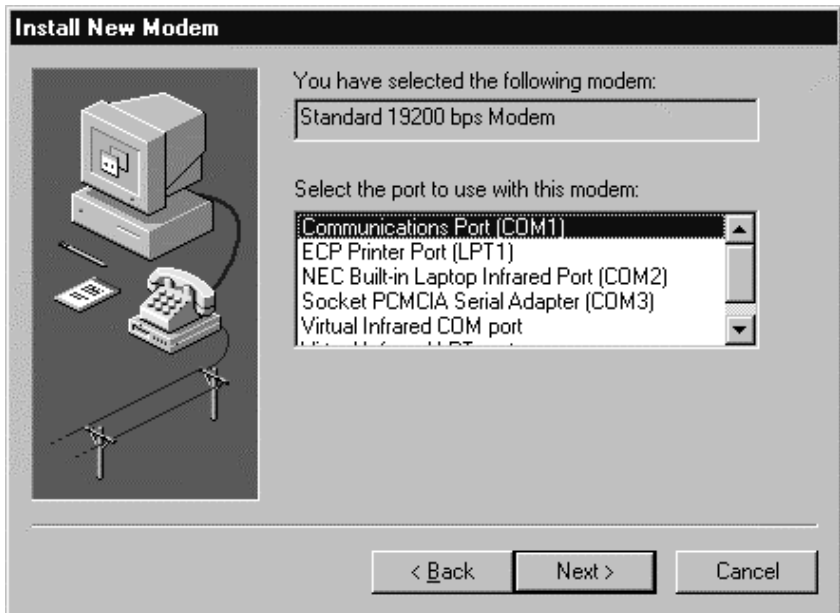 Install New Modem
You have selected the following modem:
Standard 19200 bps Modem
Select the port to use with this modem:
Communications Port (COM1)
ECP Printer Port (LPT1)
NEC Built-in Laptop Infrared Port (COM2)
Socket PCMCIA Serial Adapter (COM3)
Virtual Infrared COM port
< Back
Next >
Cancel